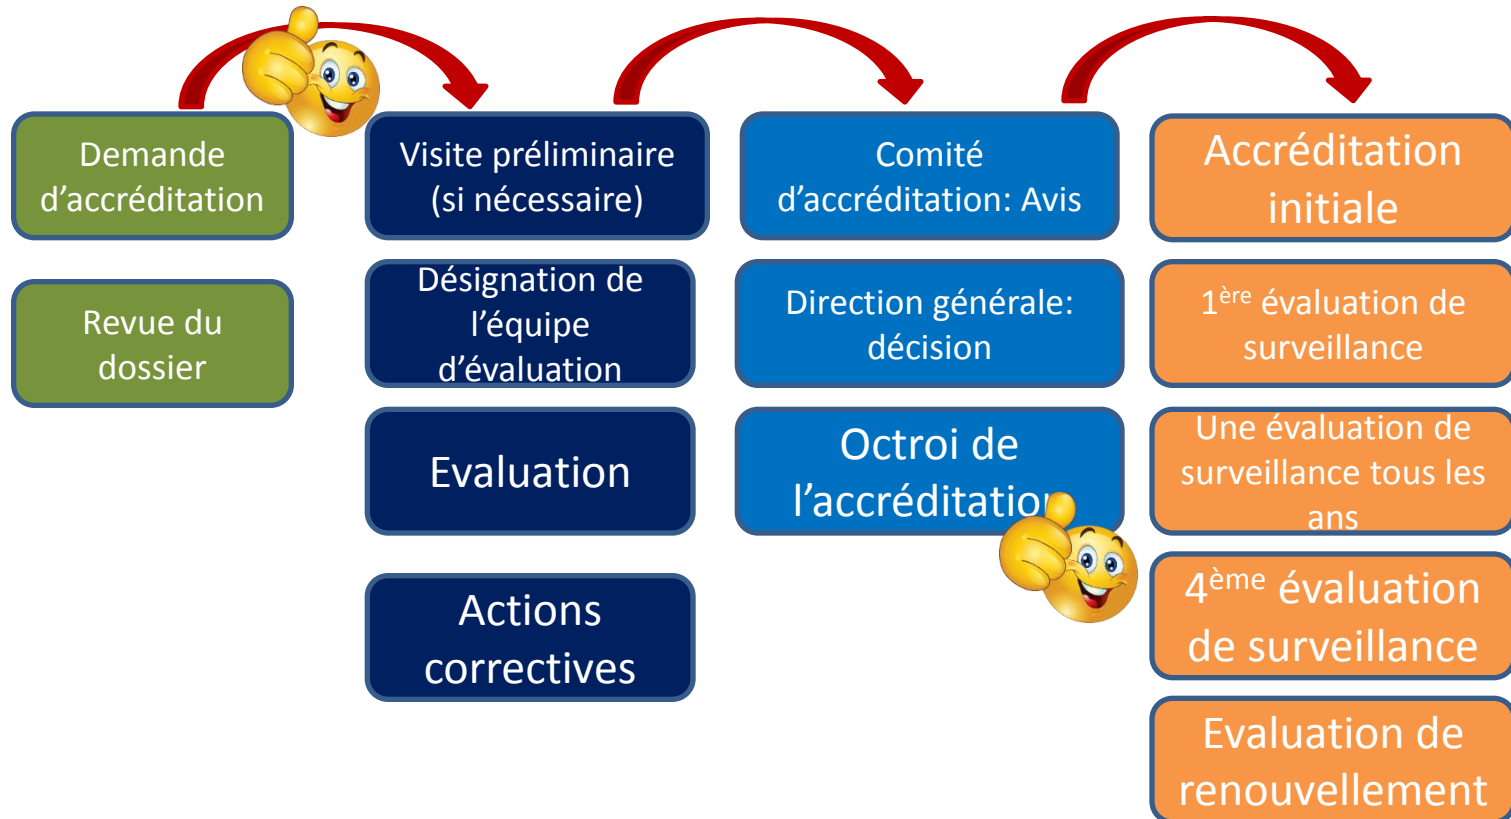 Demande
d’accréditation
Revue du
dossier
Visite préliminaire
(si nécessaire)
Désignation de
l’équipe
d’évaluation
Evaluation
Actions
correctives
Comité
d’accréditation: Avis
Direction générale:
décision
Octroi de
l’accréditation
Accréditation
initiale
1ère évaluation de
surveillance
Une évaluation de
surveillance tous les
ans
4ème évaluation
de surveillance
Evaluation de
renouvellement